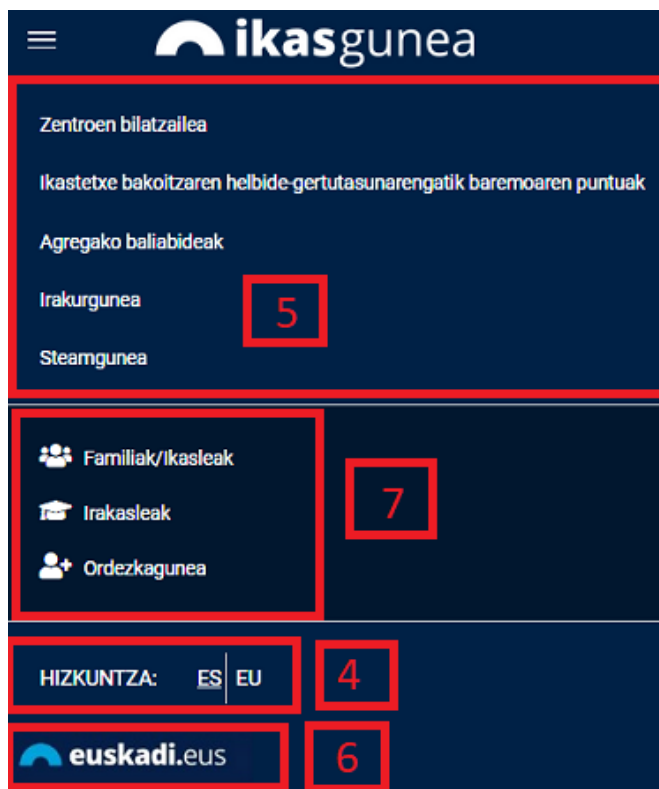 ikasgunea
Zentroen bilatzailea
Ikastetxe bakoitzaren helbide-gertutasunarengatik baremoaren puntuak
Agregako baliabideak
Irakurgunea
5
Steamgunea
Familiak/Ikasleak
Irakasleak
7
Ordezkagunea
HIZKUNTZA: ES EU 4
euskadi.eus 6